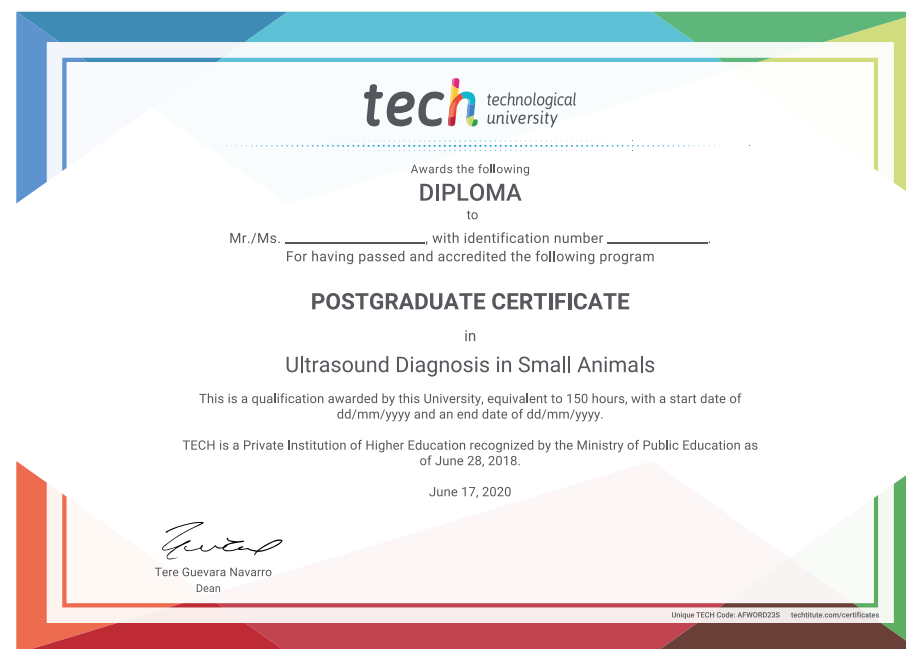 tech technological
university
Awards the following
DIPLOMA
to
Mr./Ms. ____________________, with identification number ______________.
For having passed and accredited the following program
POSTGRADUATE CERTIFICATE
in
Ultrasound Diagnosis in Small Animals
This is a qualification awarded by this University, equivalent to 150 hours, with a start date of
dd/mm/yyyy and an end date of dd/mm/yyyy.
TECH is a Private Institution of Higher Education recognized by the Ministry of Public Education as
of June 28, 2018.
June 17, 2020
Tere Guevara Navarro
Dean
Unique TECH Code: AFWORD23S techtitute.com/certificates